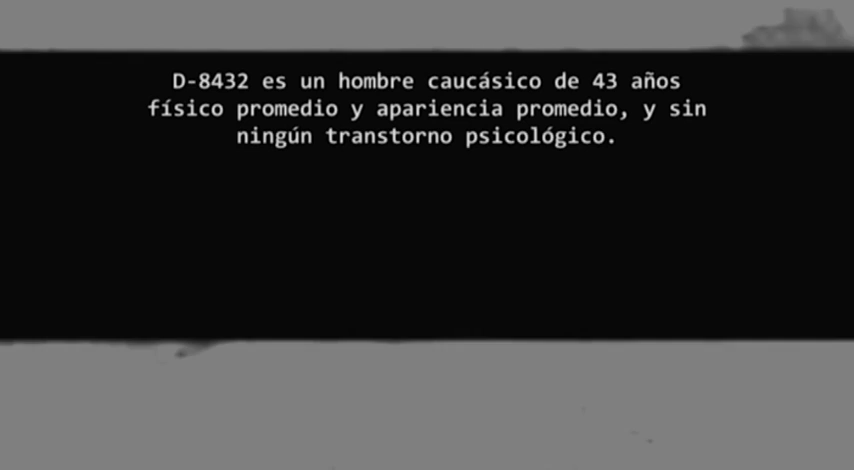 D-8432 es un hombre caucásico de 43 años
físico promedio y apariencia promedio, y sin
ningún transtorno psicológico.